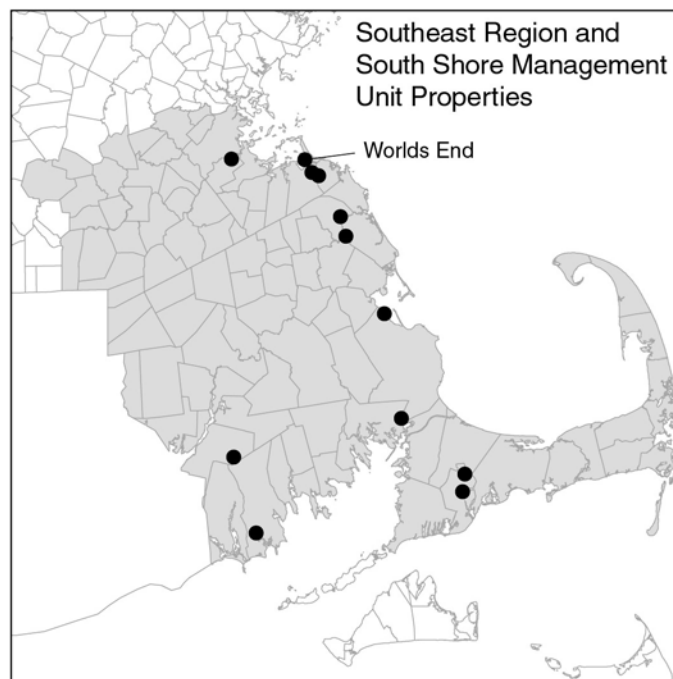 Southeast Region and
South Shore Management
Unit Properties
Worlds End